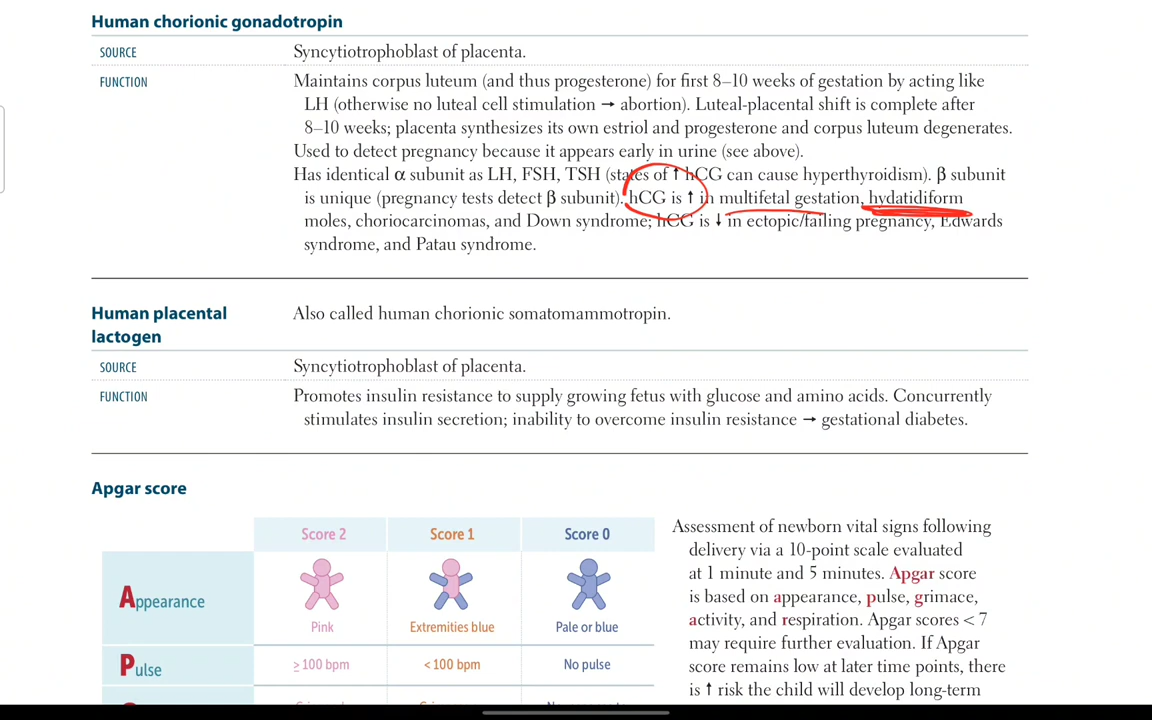 Human chorionic gonadotropin
SOURCE Syncytiotrophoblast of placenta.
FUNCTION Maintains corpus luteum (and thus progesterone) for first 8–10 weeks of gestation by acting like
LH (otherwise no luteal cell stimulation → abortion). Luteal-placental shift is complete after
8–10 weeks; placenta synthesizes its own estriol and progesterone and corpus luteum degenerates.
Used to detect pregnancy because it appears early in urine (see above).
Has identical α subunit as LH, FSH, TSH (states of ↑ hCG can cause hyperthyroidism). β subunit
is unique (pregnancy tests detect β subunit). hCG is ↑ in multifetal gestation, hydatidiform
moles, choriocarcinomas, and Down syndrome; hCG is ↓ in ectopic/failing pregnancy, Edwards
syndrome, and Patau syndrome.
Human placental
lactogen
Also called human chorionic somatomammotropin.
SOURCE Syncytiotrophoblast of placenta.
FUNCTION Promotes insulin resistance to supply growing fetus with glucose and amino acids. Concurrently
stimulates insulin secretion; inability to overcome insulin resistance → gestational diabetes.
Apgar score
Score 2 Score 1 Score 0
Appearance
Pink Extremities blue Pale or blue
Pulse ≥ 100 bpm < 100 bpm No pulse
Assessment of newborn vital signs following
delivery via a 10-point scale evaluated
at 1 minute and 5 minutes. Apgar score
is based on appearance, pulse, grimace,
activity, and respiration. Apgar scores < 7
may require further evaluation. If Apgar
score remains low at later time points, there
is ↑ risk the child will develop long-term